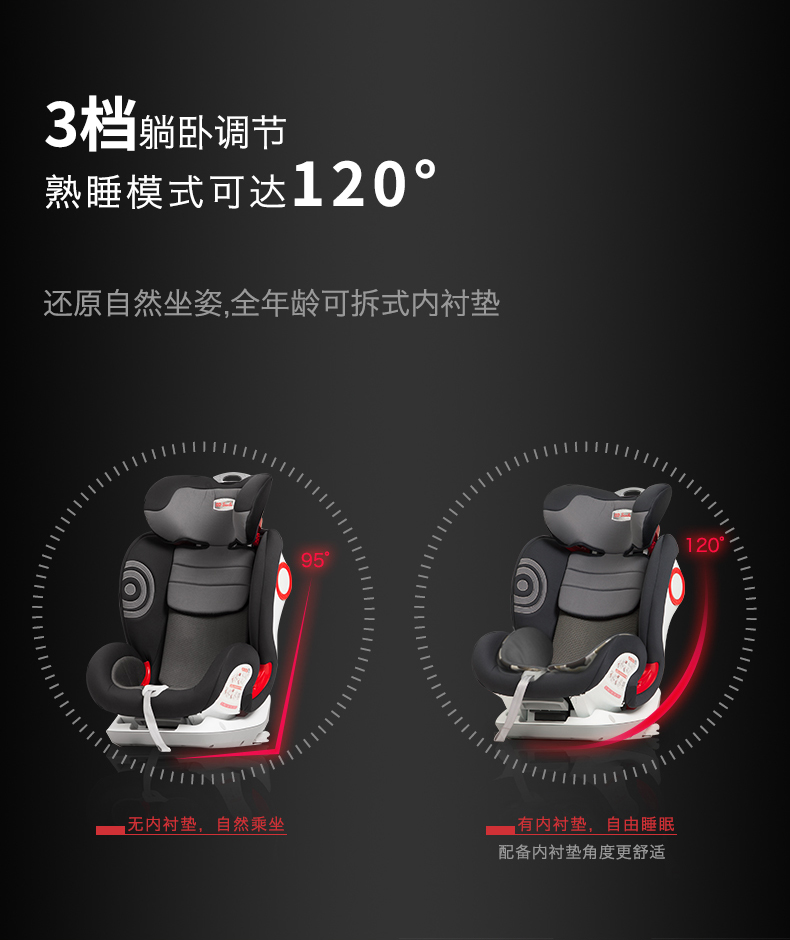 3档躺卧调节
熟睡模式可达120°
还原自然坐姿,全年龄可拆式内衬垫
95°
120°
无内衬垫，自然乘坐
有内衬垫，自由睡眠
配备内衬垫角度更舒适